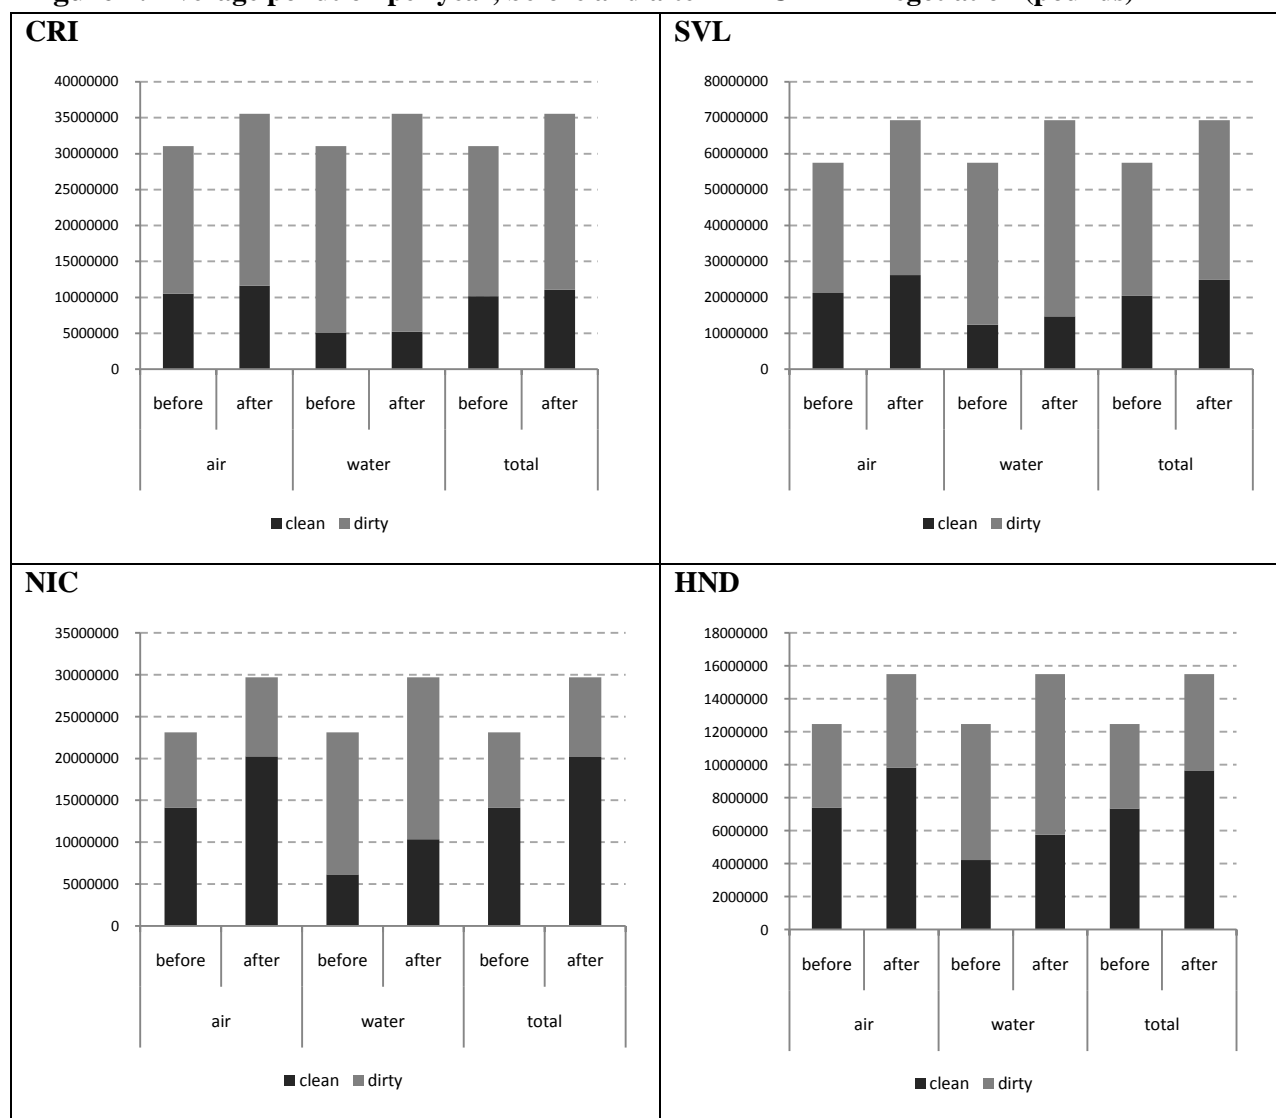 CRI
40000000
35000000
30000000
25000000
20000000
15000000
10000000
5000000
0
before after before after before after
air water total
clean dirty
SVL
80000000
70000000
60000000
50000000
40000000
30000000
20000000
10000000
0
before after before after before after
air water total
clean dirty
NIC
35000000
30000000
25000000
20000000
15000000
10000000
5000000
0
before after before after before after
air water total
clean dirty
HND
18000000
16000000
14000000
12000000
10000000
8000000
6000000
4000000
2000000
0
before after before after before after
air water total
clean dirty